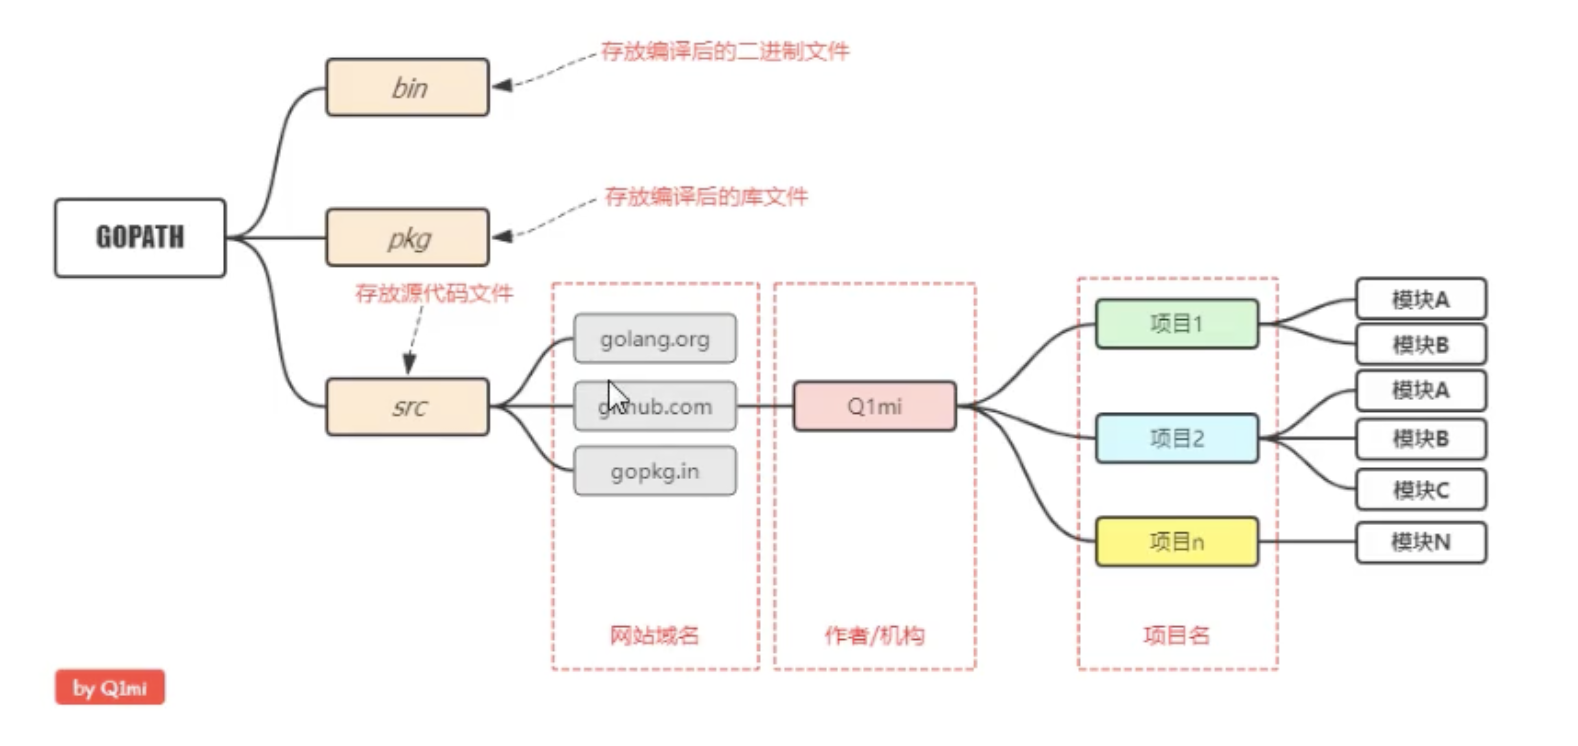 存放编译后的二进制文件
bin
存放编译后的库文件
GOPATH
pkg
存放源代码文件
src
golang.org
github.com
gopkg.in
网站域名
Q1mi
作者/机构
项目1
项目2
项目n
项目名
模块A
模块B
模块A
模块B
模块C
模块N
by Q1mi